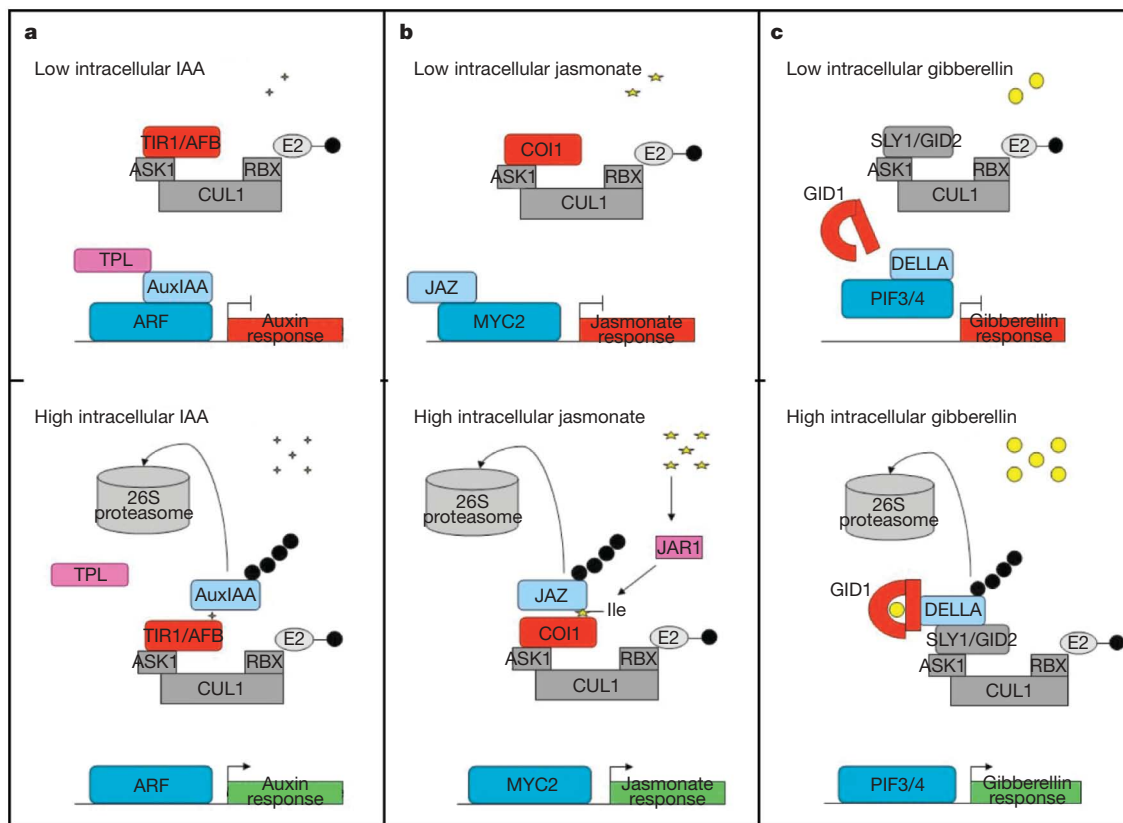 a
Low intracellular IAA
TIR1/AFB
E2
ASK1
RBX
CUL1
TPL
AuxIAA
ARF
Auxin
response
High intracellular IAA
26S
proteasome
TPL
AuxIAA
TIR1/AFB
E2
ASK1
RBX
CUL1
ARF
Auxin
response
b
Low intracellular jasmonate
COI1
E2
ASK1
RBX
CUL1
JAZ
MYC2
Jasmonate
response
High intracellular jasmonate
26S
proteasome
JAR1
JAZ
Ile
COI1
E2
ASK1
RBX
CUL1
MYC2
Jasmonate
response
c
Low intracellular gibberellin
SLY1/GID2
E2
ASK1
RBX
GID1
CUL1
DELLA
PIF3/4
Gibberellin
response
High intracellular gibberellin
26S
proteasome
GID1
DELLA
SLY1/GID2
E2
ASK1
RBX
CUL1
PIF3/4
Gibberellin
response